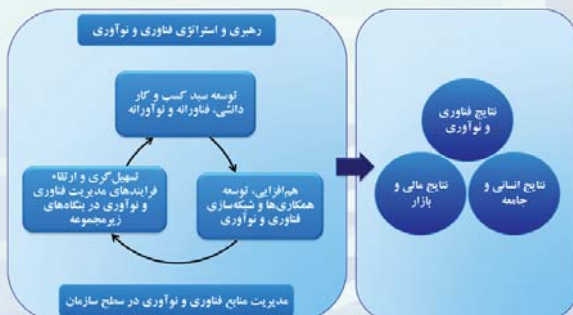 رهبری و استراتژی فناوری و نوآوری
توسعه سبد کسب و کار
دانشی، فناورانه و نوآورانه
تسهیل‌گری و ارتقاء
فرایندهای مدیریت فناوری
و نوآوری در بنگاه‌های
زیرمجموعه
هم‌افزایی، توسعه
همکاری‌ها و شبکه‌سازی
فناوری و نوآوری
مدیریت منابع فناوری و نوآوری در سطح سازمان
نتایج فناوری
و نوآوری
نتایج انسانی و
جامعه
نتایج مالی و
بازار